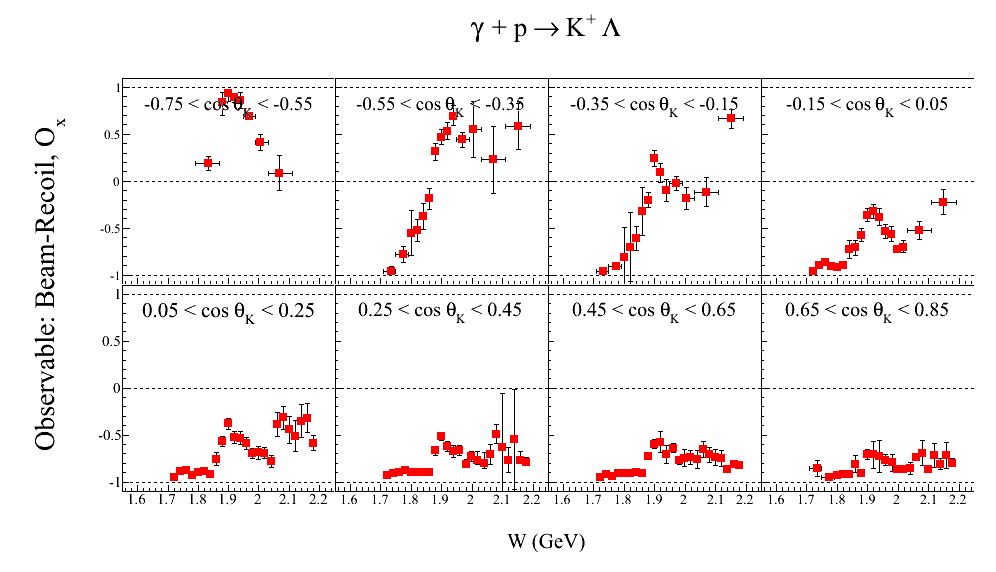 γ + p → K⁺ Λ
Observable: Beam-Recoil, Oₓ
-0.75 < cos θ_K < -0.55
-0.55 < cos θ_K < -0.35
-0.35 < cos θ_K < -0.15
-0.15 < cos θ_K < 0.05
1
0.5
0
-0.5
-1
0.05 < cos θ_K < 0.25
0.25 < cos θ_K < 0.45
0.45 < cos θ_K < 0.65
0.65 < cos θ_K < 0.85
1
0
-0.5
-1
1.6 1.7 1.8 1.9 2 2.1 2.2
1.6 1.7 1.8 1.9 2 2.1 2.2
1.6 1.7 1.8 1.9 2 2.1 2.2
1.6 1.7 1.8 1.9 2 2.1 2.2
W (GeV)